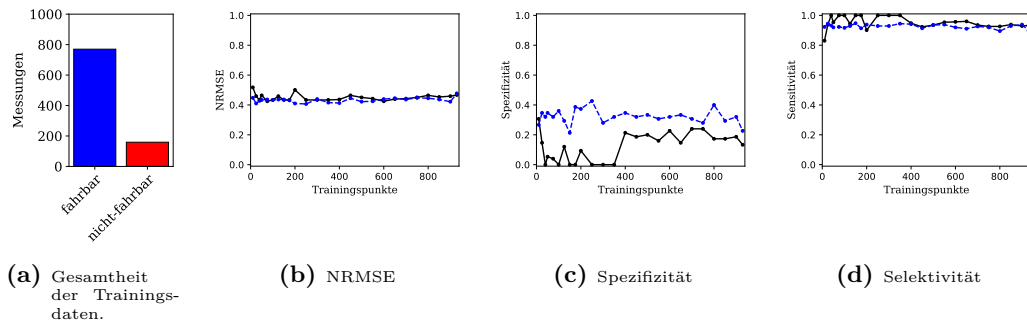 1000
800
600
400
200
0
Messungen
fahrbar
nicht-fahrbar
(a) Gesamtheit
der Trainings-
daten.
1.0
0.8
0.6
0.4
0.2
0.0
NRMSE
0 200 400 600 800
Trainingspunkte
(b) NRMSE
1.0
0.8
0.6
0.4
0.2
0.0
Spezifizität
0 200 400 600 800
Trainingspunkte
(c) Spezifizität
1.0
0.8
0.6
0.4
0.2
0.0
Sensitivität
0 200 400 600 800
Trainingspunkte
(d) Selektivität